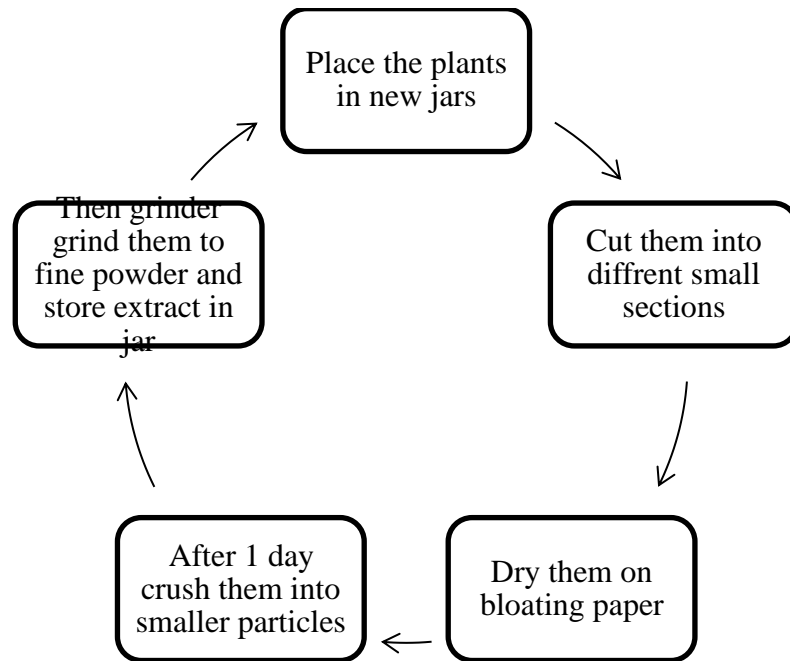 Place the plants
in new jars
Cut them into
diffrent small
sections
Dry them on
bloating paper
After 1 day
crush them into
smaller particles
Then grinder
grind them to
fine powder and
store extract in
jar